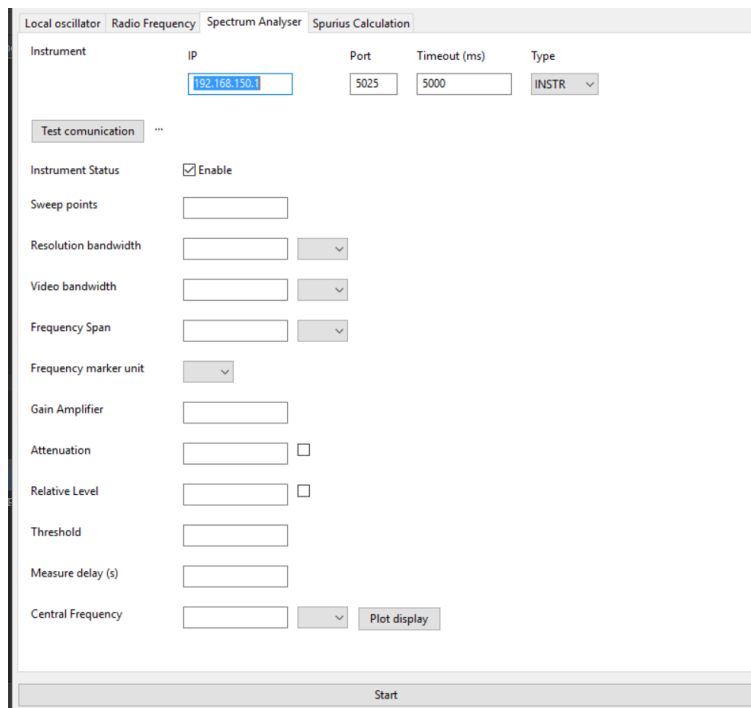 Local oscillator Radio Frequency Spectrum Analyser Spurius Calculation
Instrument IP Port Timeout (ms) Type
192.168.150.1 5025 5000 INSTR
Test comunication ...
Instrument Status Enable
Sweep points
Resolution bandwidth
Video bandwidth
Frequency Span
Frequency marker unit
Gain Amplifier
Attenuation
Relative Level
Threshold
Measure delay (s)
Central Frequency Plot display
Start